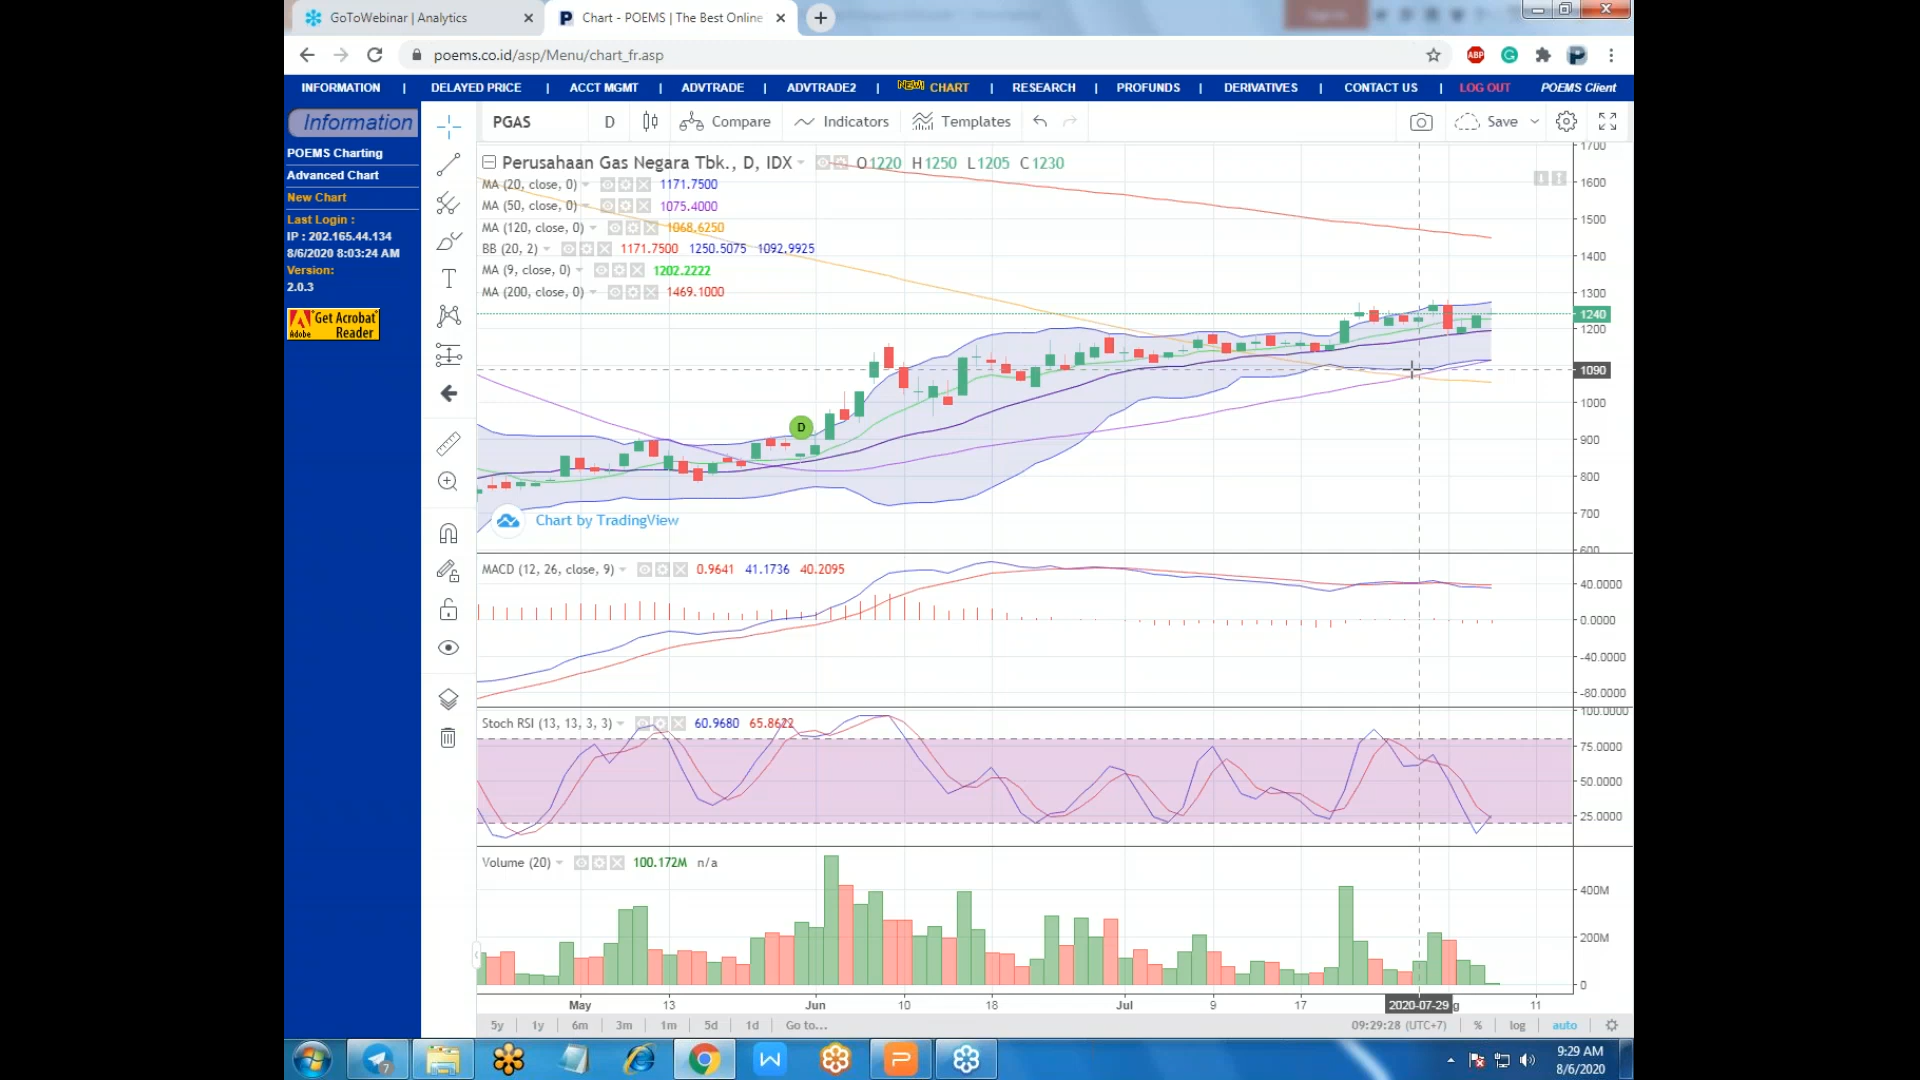 GoToWebinar | Analytics
Chart - POEMS | The Best Online
poems.co.id/asp/Menu/chart_fr.asp
ABP
INFORMATION | DELAYED PRICE | ACCT MGMT | ADVTRADE | ADVTRADE2 | NEW! CHART | RESEARCH | PROFUNDS | DERIVATIVES | CONTACT US | LOG OUT POEMS Client
Information
POEMS Charting
Advanced Chart
New Chart
Last Login :
IP : 202.165.44.134
8/6/2020 8:03:24 AM
Version:
2.0.3
Get Acrobat
Reader
Adobe
PGAS D Compare Indicators Templates Save
Perusahaan Gas Negara Tbk., D, IDX O1220 H1250 L1205 C1230
MA (20, close, 0) 1171.7500
MA (50, close, 0) 1075.4000
MA (120, close, 0) 1068.6250
BB (20, 2) 1171.7500 1250.5075 1092.9925
MA (9, close, 0) 1202.2222
MA (200, close, 0) 1469.1000
1700
1600
1500
1400
1300
1240
1200
1090
1000
900
800
700
600
D
Chart by TradingView
MACD (12, 26, close, 9) 0.9641 41.1736 40.2095
40.0000
0.0000
-40.0000
-80.0000
Stoch RSI (13, 13, 3, 3) 60.9680 65.8622
100.0000
75.0000
50.0000
25.0000
Volume (20) 100.172M n/a
400M
200M
0
May 13 Jun 10 18 Jul 9 17 2020-07-29 g 11
5y 1y 6m 3m 1m 5d 1d Go to... 09:29:28 (UTC+7) % log auto
9:29 AM
8/6/2020